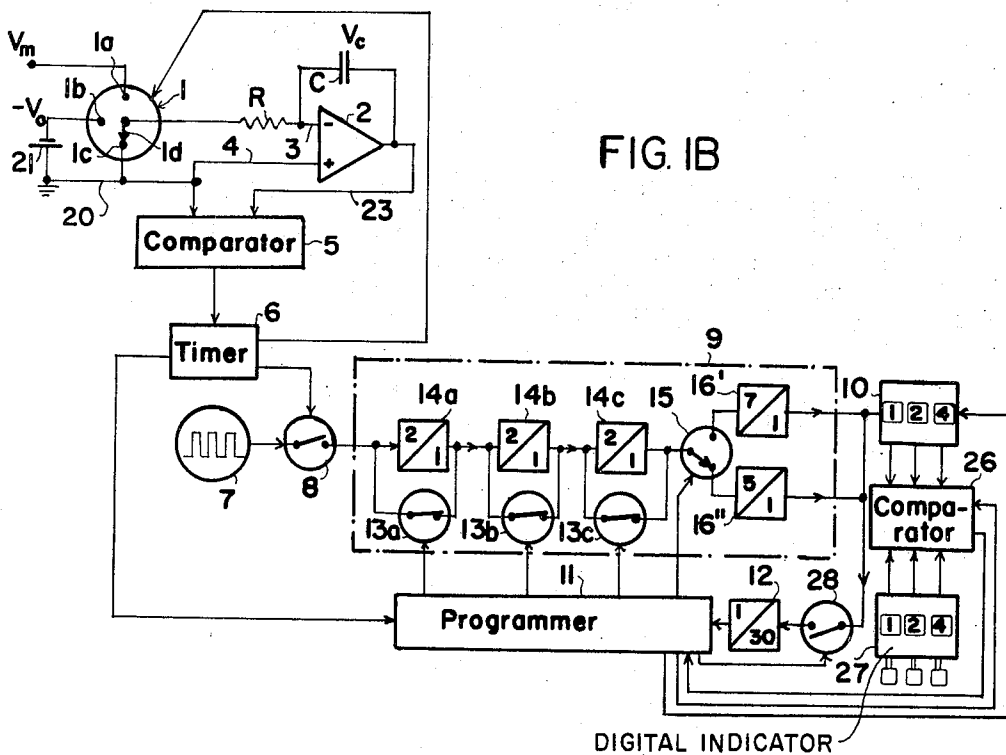 Vm
1a
1
1b
-Vo
21
1c
1d
20
R
C
Vc
2
3
-
+
4
23
FIG. 1B
Comparator
5
6
Timer
7
8
9
14a
2
1
14b
2
1
14c
2
1
15
16'
7
1
16"
5
1
13a
13b
13c
10
1 2 4
26
Compa-
rator
11
Programmer
12
1
30
28
1 2 4
27
DIGITAL INDICATOR